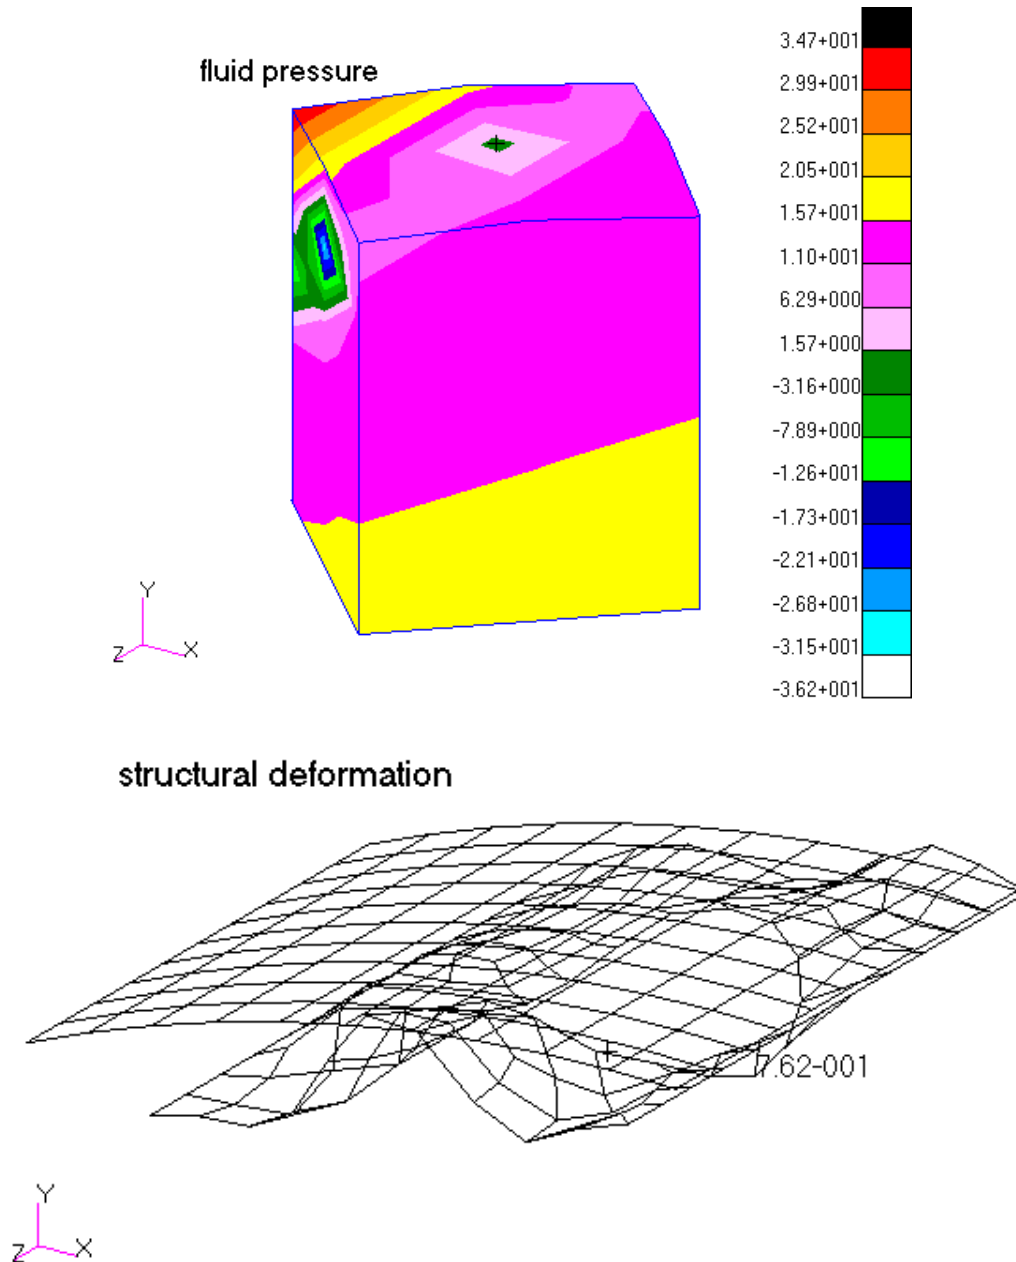 fluid pressure
3.47+001
2.99+001
2.52+001
2.05+001
1.57+001
1.10+001
6.29+000
1.57+000
-3.16+000
-7.89+000
-1.26+001
-1.73+001
-2.21+001
-2.68+001
-3.15+001
-3.62+001
Y
Z X
structural deformation
7.62-001
Y
Z X